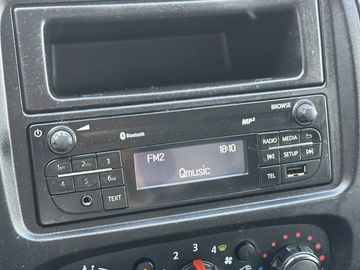 BROWSE
Bluetooth
MP3
FM2 18:10
Qmusic
RADIO MEDIA
SETUP
TEL
TEXT
1 2 3
4 5 6
1 2 3 4